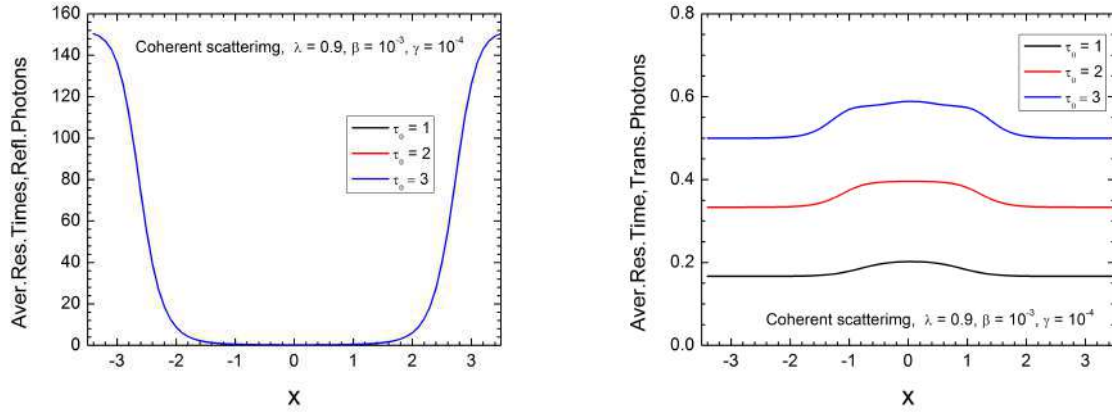 Aver.Res.Times,Refl.Photons
160
140
120
100
80
60
40
20
0
Coherent scatterimg, λ = 0.9, β = 10⁻³, γ = 10⁻⁴
τ₀ = 1
τ₀ = 2
τ₀ = 3
-3 -2 -1 0 1 2 3
X
Aver.Res.Time,Trans.Photons
0.8
0.6
0.4
0.2
0.0
τ₀ = 1
τ₀ = 2
τ₀ = 3
Coherent scatterimg, λ = 0.9, β = 10⁻³, γ = 10⁻⁴
-3 -2 -1 0 1 2 3
X